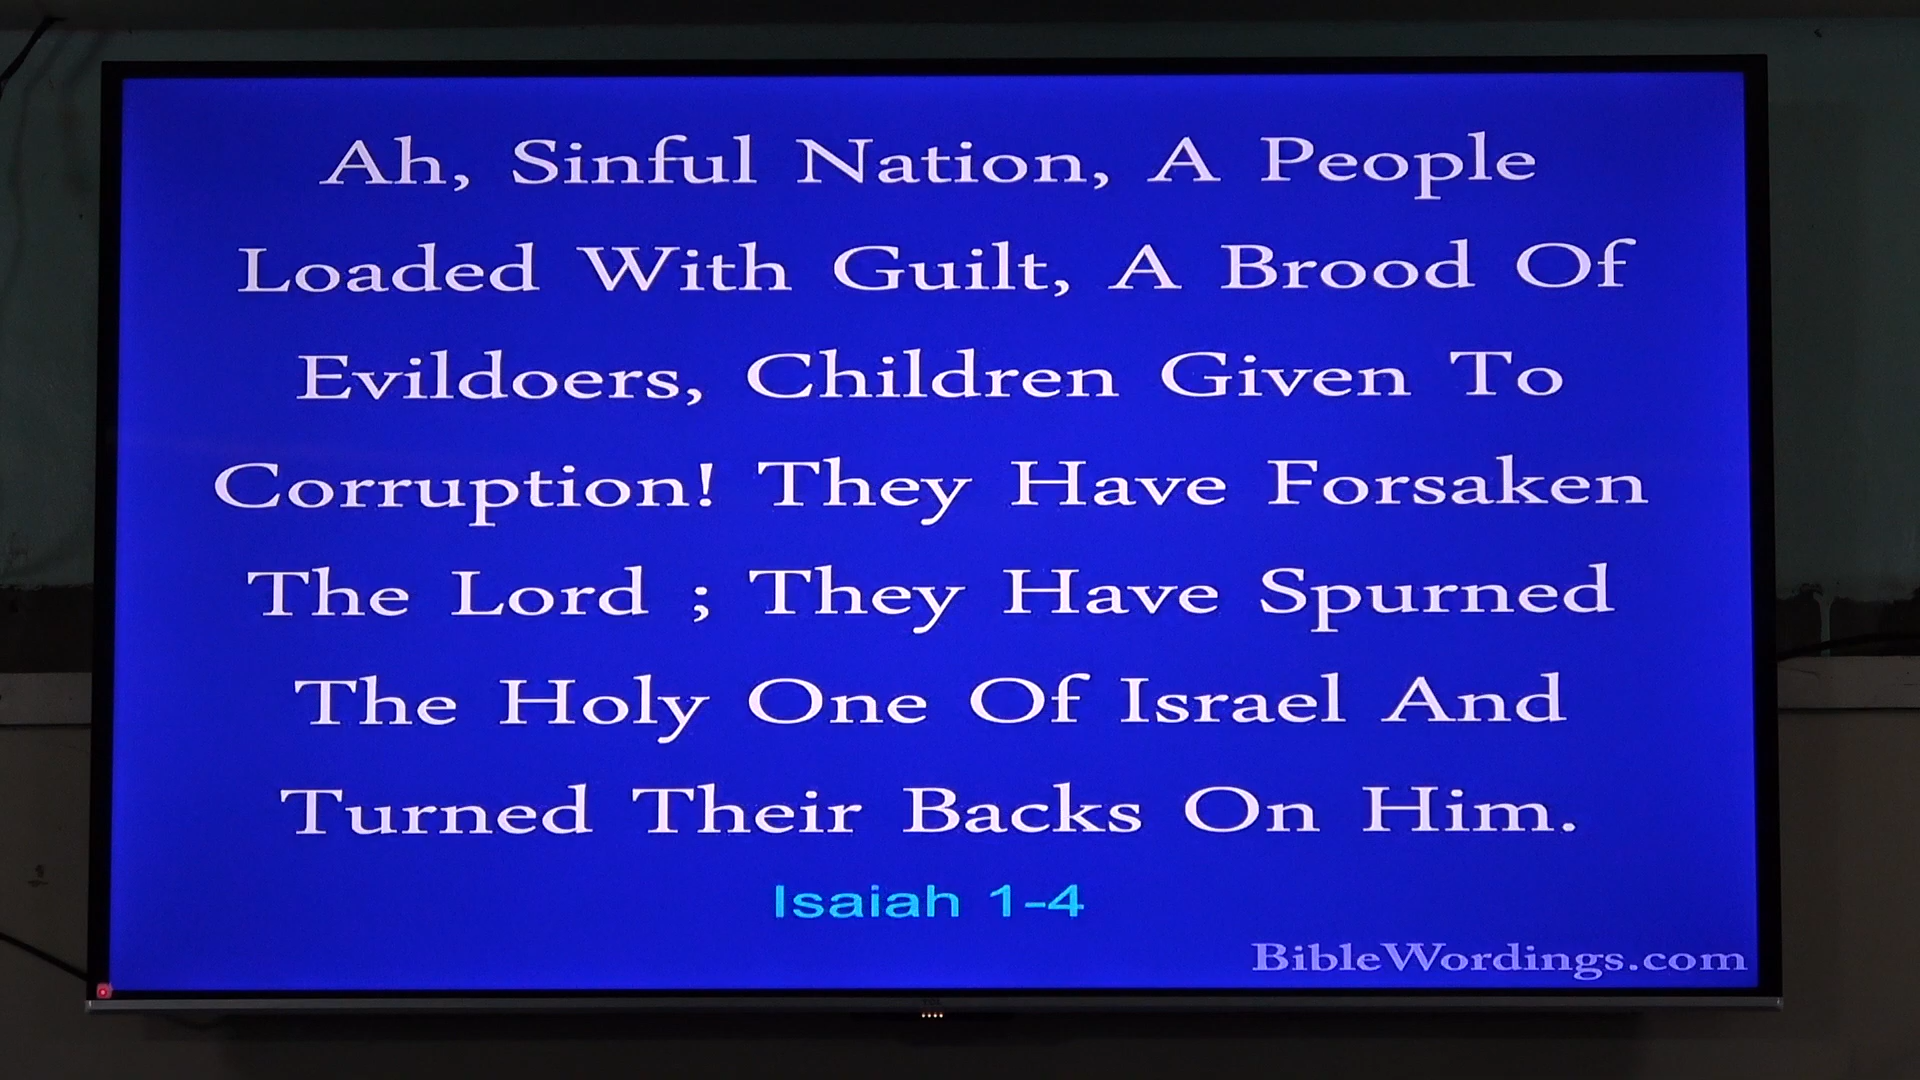 Ah, Sinful Nation, A People
Loaded With Guilt, A Brood Of
Evildoers, Children Given To
Corruption! They Have Forsaken
The Lord ; They Have Spurned
The Holy One Of Israel And
Turned Their Backs On Him.
Isaiah 1-4
BibleWordings.com
TCL